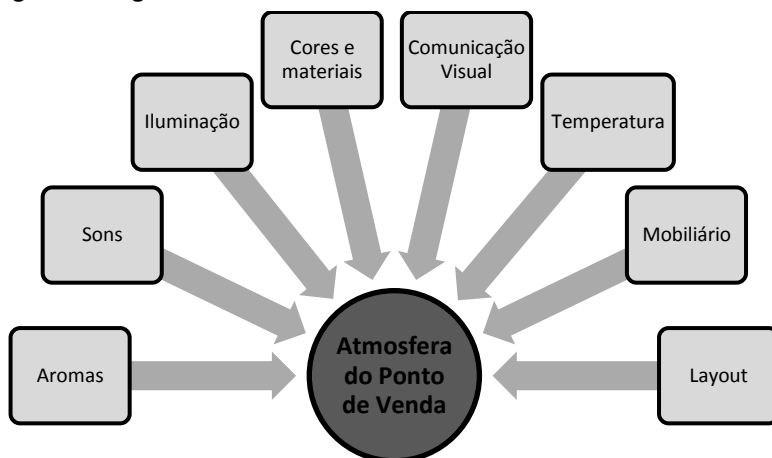 Cores e
materiais
Comunicação
Visual
Iluminação
Temperatura
Sons
Mobiliário
Aromas
Atmosfera
do Ponto
de Venda
Layout